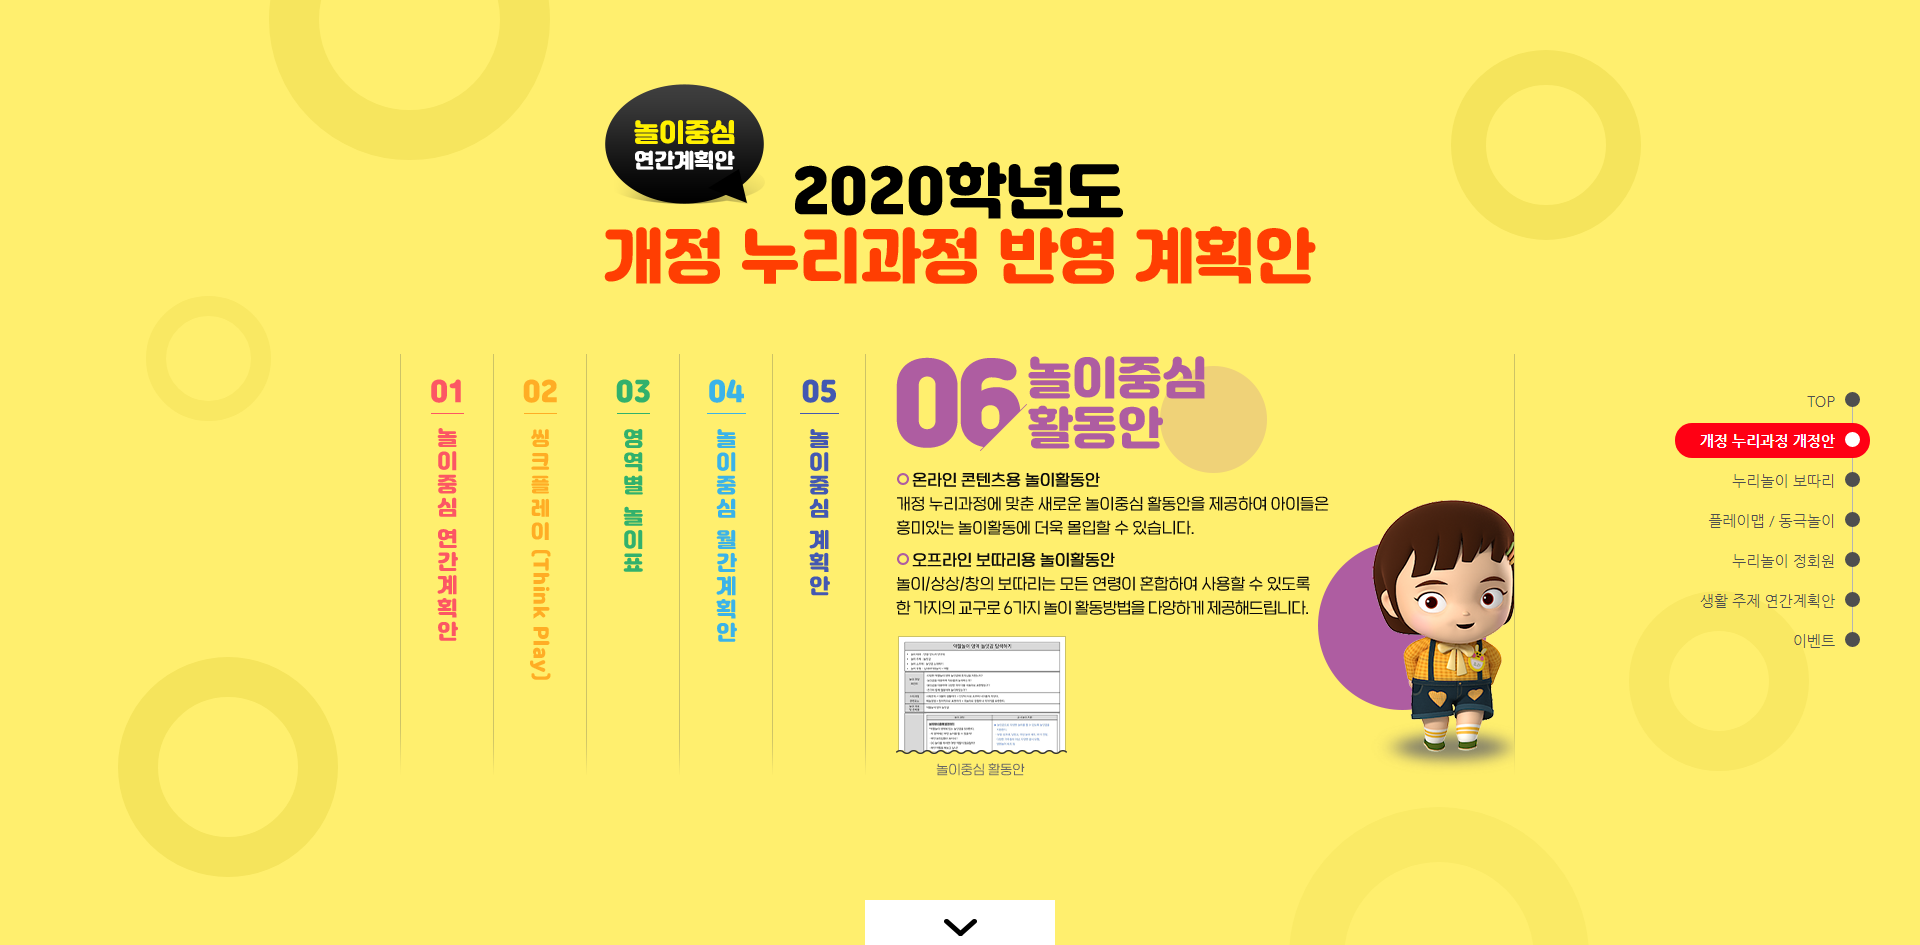 놀이중심
연간계획안
2020학년도
개정 누리과정 반영 계획안
01
놀이중심 연간계획안
02
씽크플레이 (Think Play)
03
영역별 놀이표
04
놀이중심 월간계획안
05
놀이중심 계획안
06
놀이중심
활동안
온라인 콘텐츠용 놀이활동안
개정 누리과정에 맞춘 새로운 놀이중심 활동안을 제공하여 아이들은
흥미있는 놀이활동에 더욱 몰입할 수 있습니다.
오프라인 보따리용 놀이활동안
놀이/상상/창의 보따리는 모든 연령이 혼합하여 사용할 수 있도록
한 가지의 교구로 6가지 놀이 활동방법을 다양하게 제공해드립니다.
놀이중심 활동안
TOP
개정 누리과정 개정안
누리놀이 보따리
플레이맵 / 동극놀이
누리놀이 정회원
생활 주제 연간계획안
이벤트